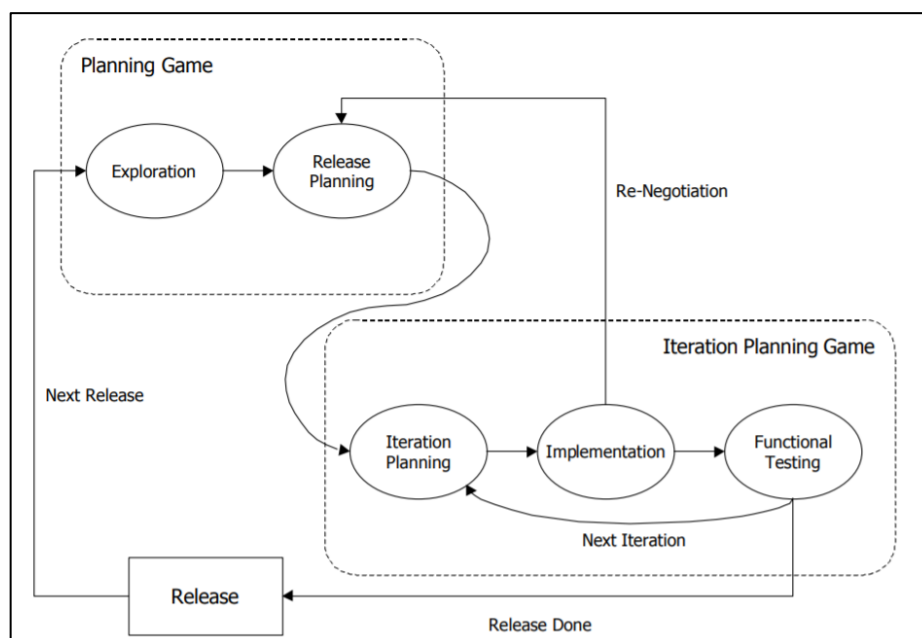 Planning Game
Exploration
Release
Planning
Re-Negotiation
Iteration Planning Game
Next Release
Iteration
Planning
Implementation
Functional
Testing
Next Iteration
Release
Release Done